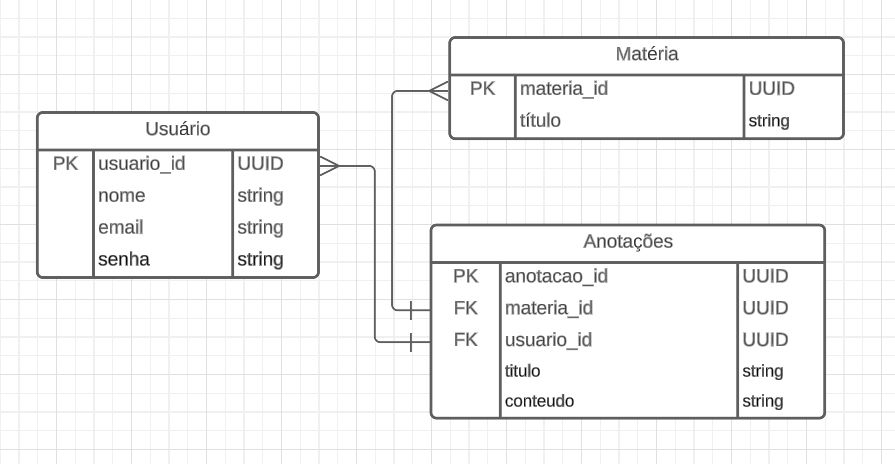 Matéria
PK materia_id UUID
título string
Usuário
PK usuario_id UUID
nome string
email string
senha string
Anotações
PK anotacao_id UUID
FK materia_id UUID
FK usuario_id UUID
titulo string
conteudo string